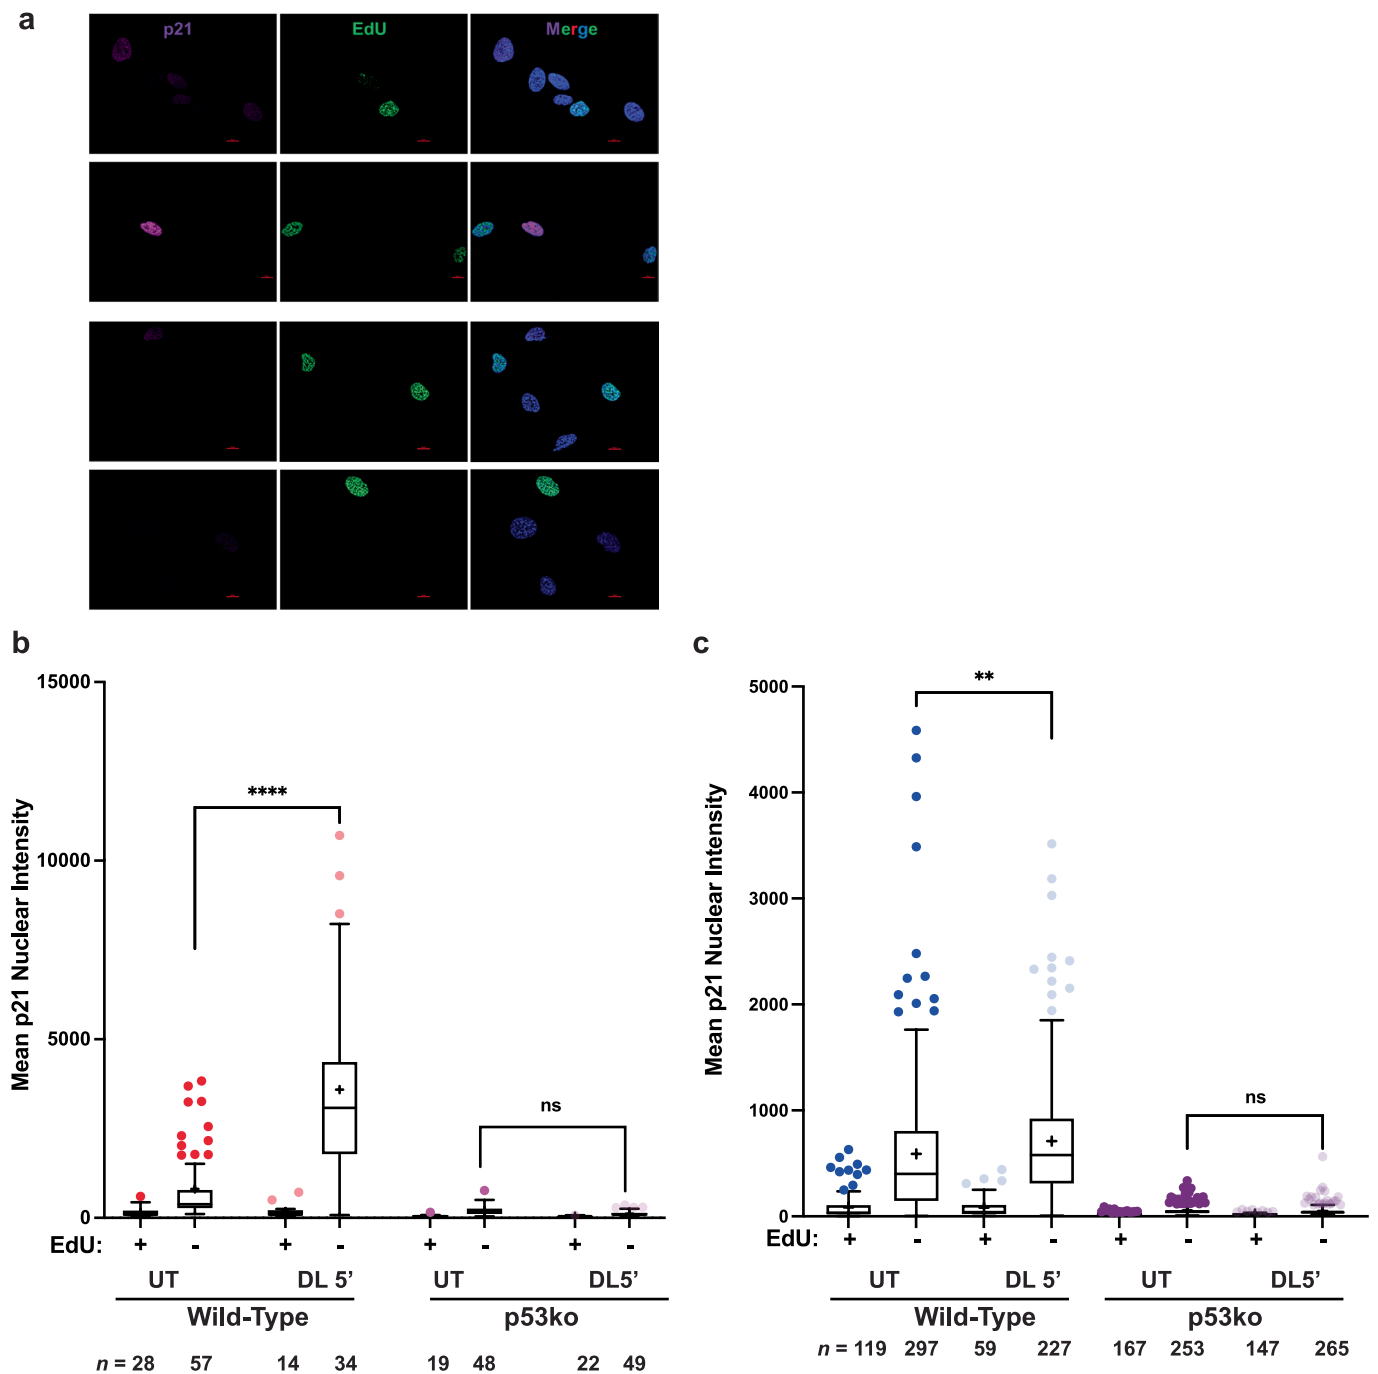 a
p21 EdU Merge
b
15000
10000
5000
0
Mean p21 Nuclear Intensity
****
ns
EdU: + - + - + - + -
UT DL 5’ UT DL5’
Wild-Type p53ko
n = 28 57 14 34 19 48 22 49
c
5000
4000
3000
2000
1000
0
Mean p21 Nuclear Intensity
**
ns
EdU: + - + - + - + -
UT DL 5’ UT DL5’
Wild-Type p53ko
n = 119 297 59 227 167 253 147 265